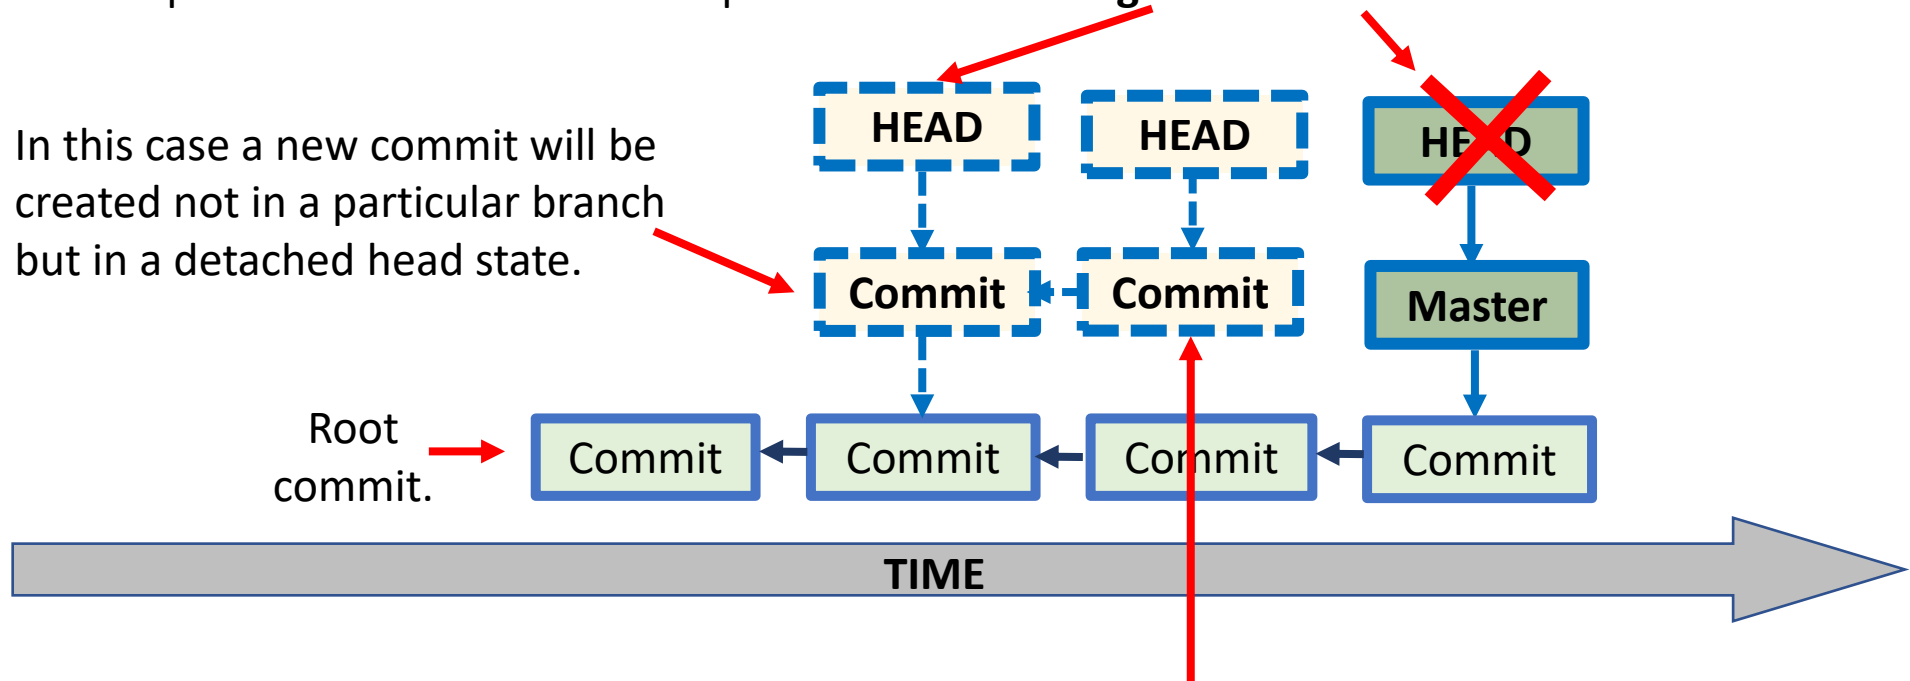 In this case a new commit will be
created not in a particular branch
but in a detached head state.
HEAD
HEAD
HEAD
Commit
Commit
Master
Root
commit.
Commit
Commit
Commit
Commit
TIME